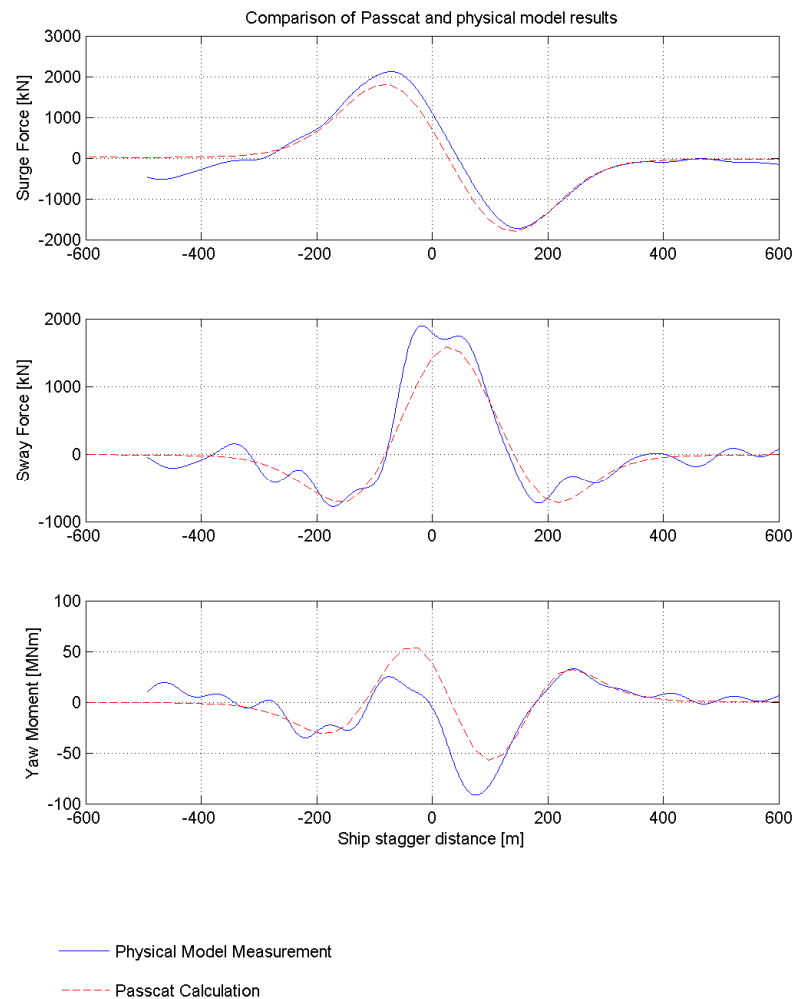 Comparison of Passcat and physical model results
3000
2000
1000
0
-1000
-2000
Surge Force [kN]
-600 -400 -200 0 200 400 600
2000
1000
0
-1000
Sway Force [kN]
-600 -400 -200 0 200 400 600
100
50
0
-50
-100
Yaw Moment [MNm]
-600 -400 -200 0 200 400 600
Ship stagger distance [m]
Physical Model Measurement
Passcat Calculation